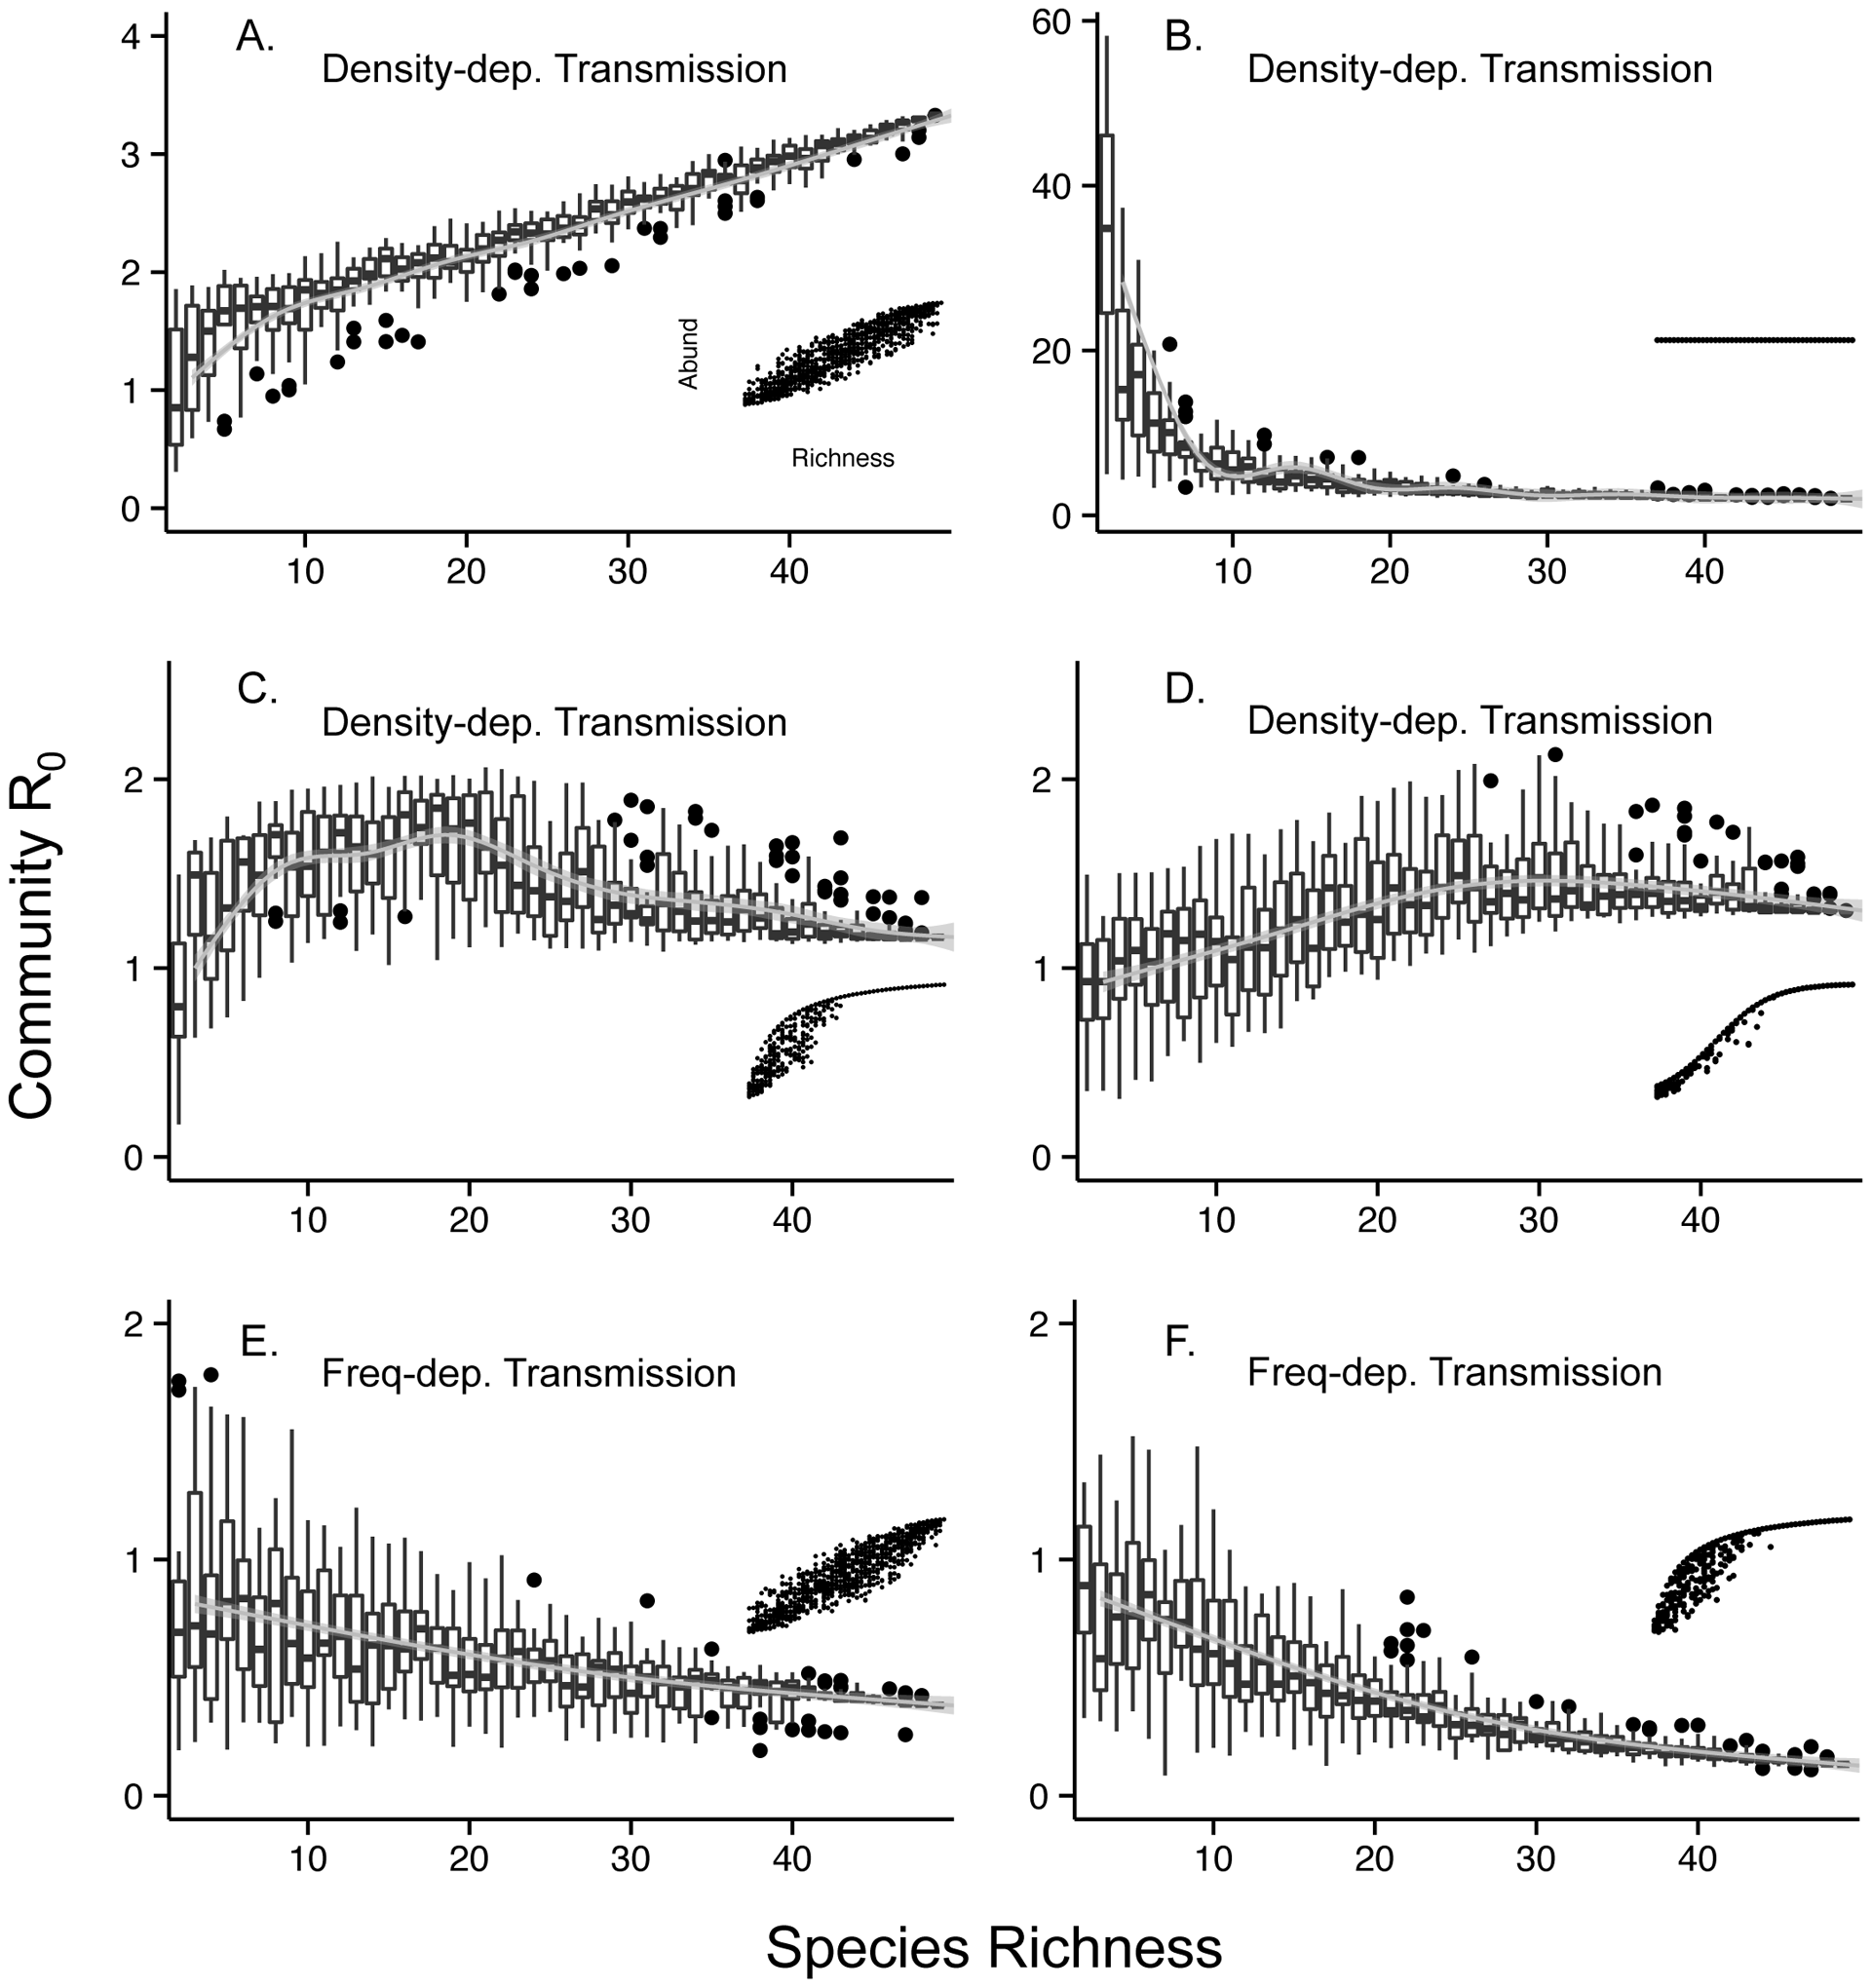 A.
Density-dep. Transmission
4
3
2
1
0
10 20 30 40
Abund
Richness
B.
Density-dep. Transmission
60
40
20
0
10 20 30 40
Community R0
C.
Density-dep. Transmission
2
1
0
10 20 30 40
D.
Density-dep. Transmission
2
1
0
10 20 30 40
E.
Freq-dep. Transmission
2
1
0
10 20 30 40
F.
Freq-dep. Transmission
2
1
0
10 20 30 40
Species Richness